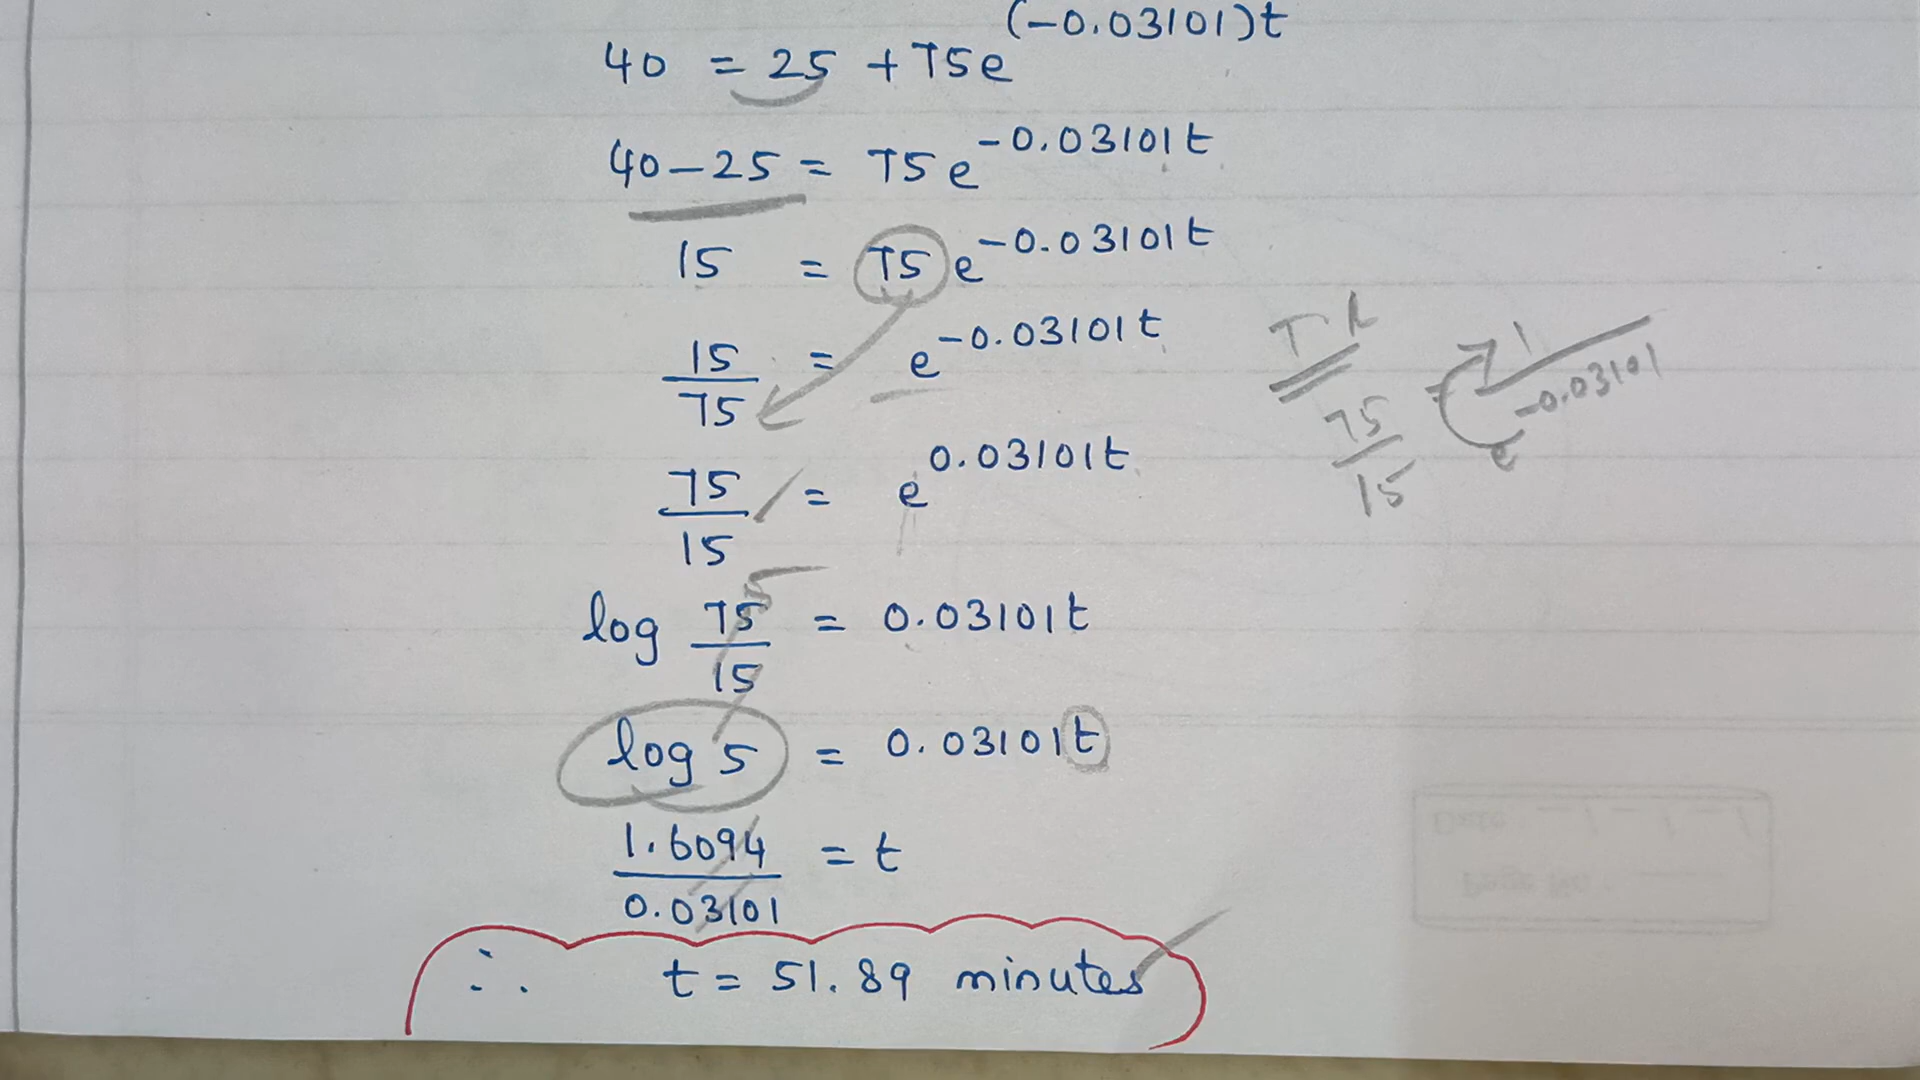 40 = 25 + 75e^(-0.03101)t
40-25 = 75e^-0.03101t
15 = 75e^-0.03101t
15/75 = e^-0.03101t
75/15 = e^0.03101t
log 75/15 = 0.03101t
5
log 5 = 0.03101t
1.6094/0.03101 = t
∴ t = 51.89 minutes
75/15 = 1/e^-0.03101